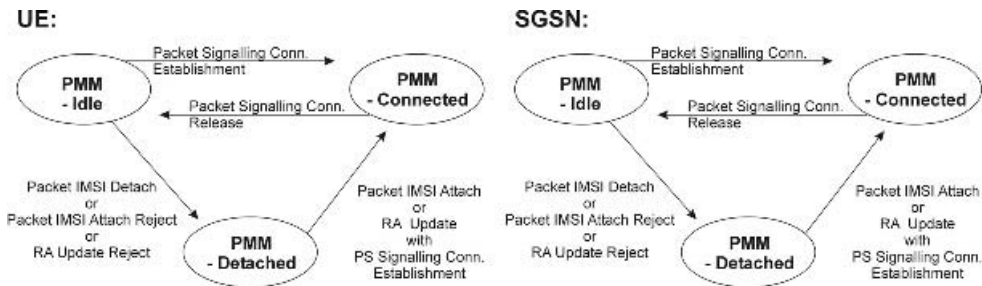 UE:
Packet Signalling Conn.
Establishment
PMM
- Idle
PMM
- Connected
Packet Signalling Conn.
Release
Packet IMSI Detach
or
Packet IMSI Attach Reject
or
RA Update Reject
Packet IMSI Attach
or
RA Update
with
PS Signalling Conn.
Establishment
PMM
- Detached
SGSN:
Packet Signalling Conn.
Establishment
PMM
- Idle
PMM
- Connected
Packet Signalling Conn.
Release
Packet IMSI Detach
or
Packet IMSI Attach Reject
or
RA Update Reject
Packet IMSI Attach
or
RA Update
with
PS Signalling Conn.
Establishment
PMM
- Detached